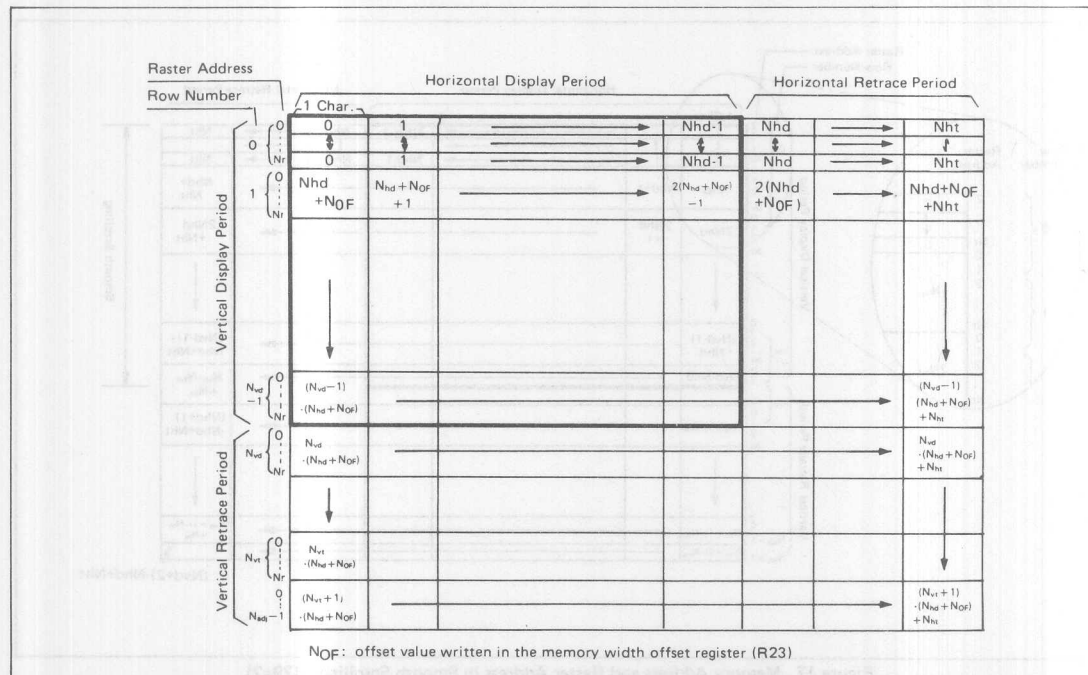 Raster Address
Row Number
Horizontal Display Period
Horizontal Retrace Period
1 Char.
Vertical Display Period
Vertical Retrace Period
0 0 0 1 Nhd-1 Nhd Nht
Nr 0 1 Nhd-1 Nhd Nht
1 0 Nr Nhd +NOF Nhd+NOF +1 2(Nhd+NOF) -1 2(Nhd +NOF) Nhd+NOF +Nht
Nvd -1 0 Nr (Nvd-1) ·(Nhd+NOF) (Nvd-1) (Nhd+NOF) +Nht
Nvd 0 Nr Nvd ·(Nhd+NOF) Nvd ·(Nhd+NOF) +Nht
Nvt 0 Nr Nvt ·(Nhd+NOF)
0 Nadj-1 (Nvt+1) ·(Nhd+NOF) (Nvt+1) ·(Nhd+NOF) +Nht
NOF: offset value written in the memory width offset register (R23)